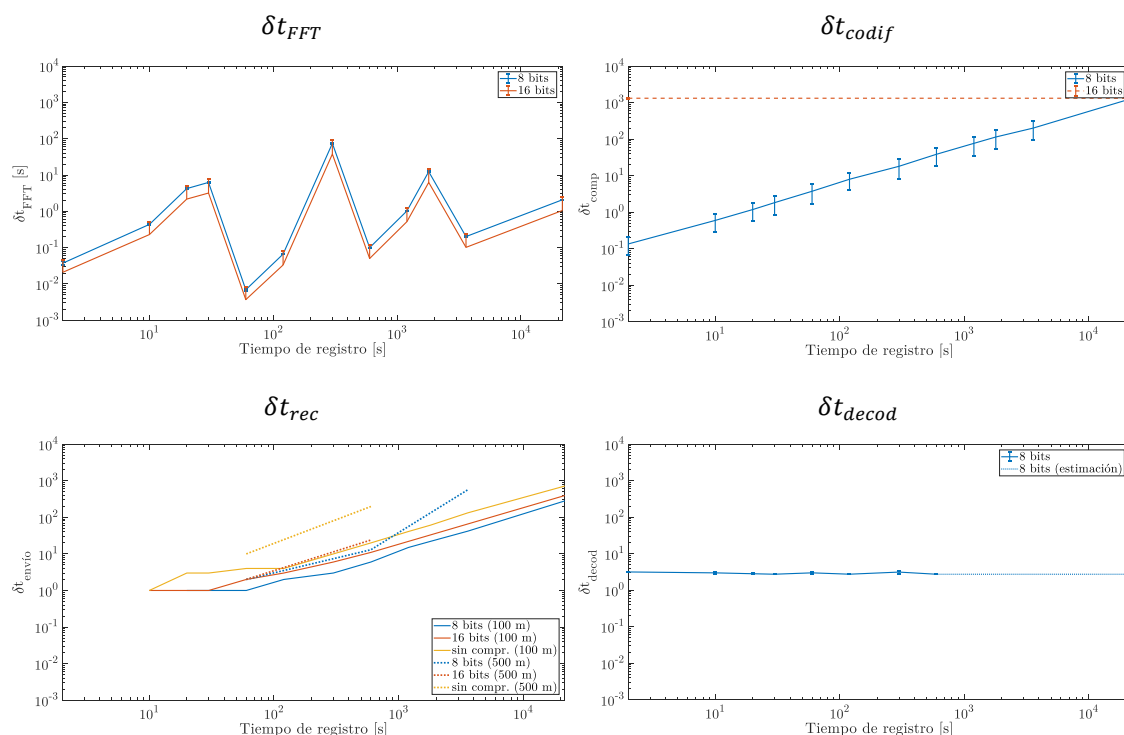 δt_FFT
δt_codif
10^4
10^3
10^2
10^1
10^0
10^-1
10^-2
10^-3
δt_FFT [s]
8 bits
16 bits
10^1
10^2
10^3
10^4
Tiempo de registro [s]
10^4
10^3
10^2
10^1
10^0
10^-1
10^-2
10^-3
δt_comp
8 bits
16 bits
10^1
10^2
10^3
10^4
Tiempo de registro [s]
δt_rec
δt_decod
10^4
10^3
10^2
10^1
10^0
10^-1
10^-2
10^-3
δt_envío
8 bits (100 m)
16 bits (100 m)
sin compr. (100 m)
8 bits (500 m)
16 bits (500 m)
sin compr. (500 m)
10^1
10^2
10^3
10^4
Tiempo de registro [s]
10^4
10^3
10^2
10^1
10^0
10^-1
10^-2
10^-3
δt_decod
8 bits
8 bits (estimación)
10^1
10^2
10^3
10^4
Tiempo de registro [s]